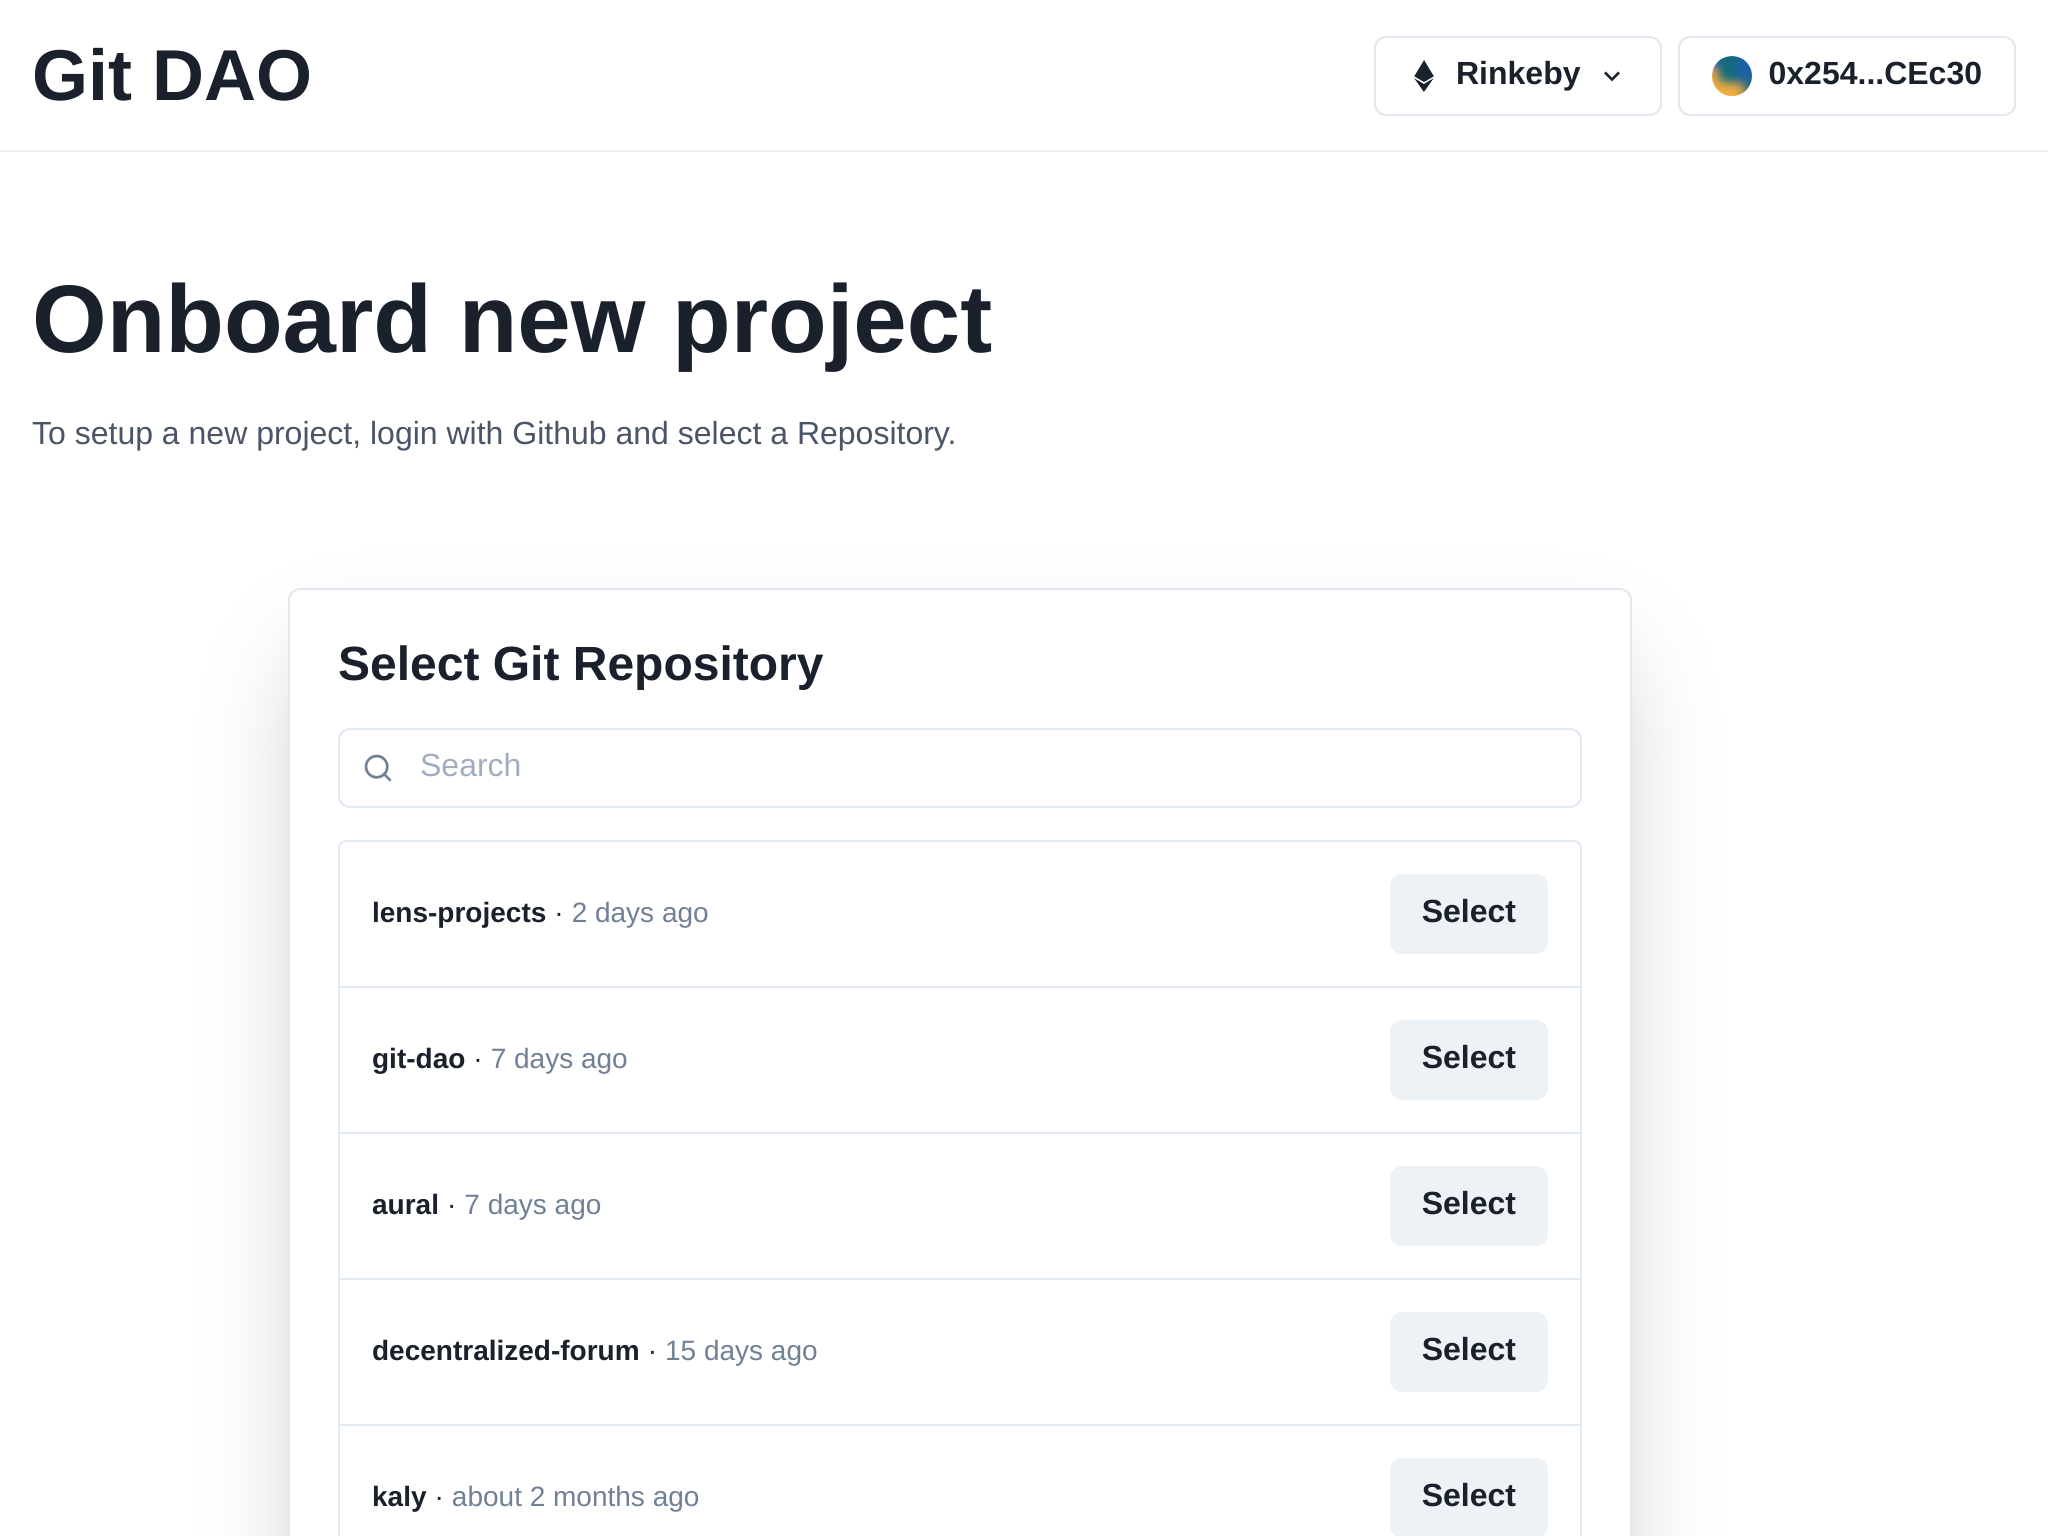 Git DAO
Rinkeby
0x254...CEc30
Onboard new project
To setup a new project, login with Github and select a Repository.
Select Git Repository
Search
lens-projects · 2 days ago
Select
git-dao · 7 days ago
Select
aural · 7 days ago
Select
decentralized-forum · 15 days ago
Select
kaly · about 2 months ago
Select